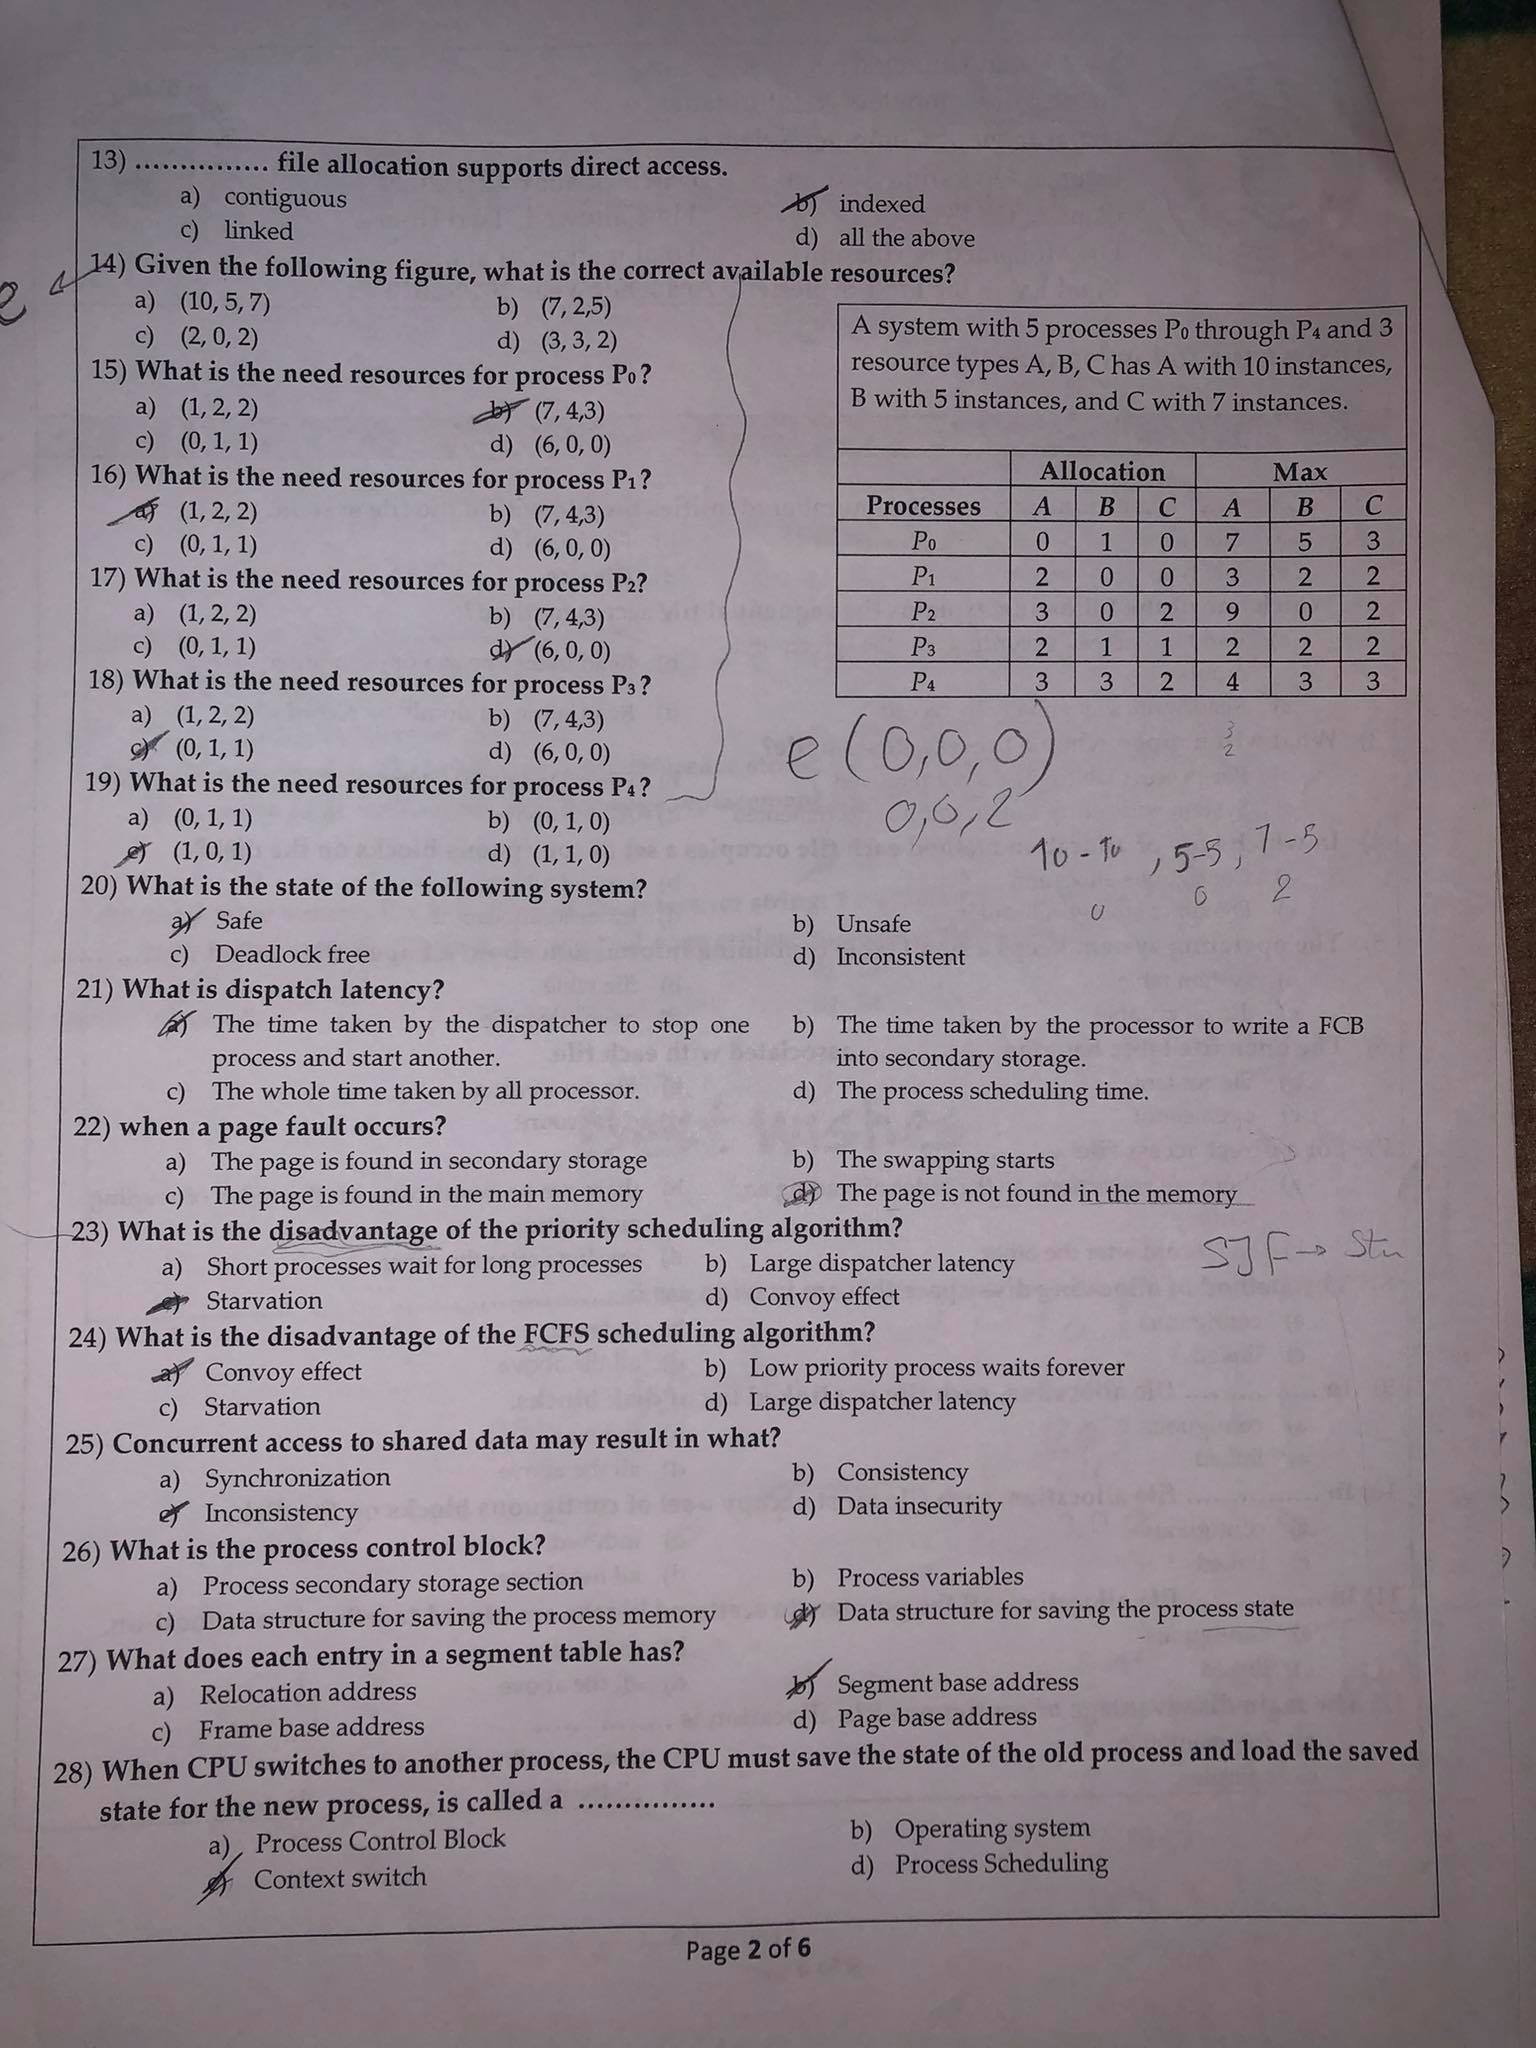 13) ............... file allocation supports direct access.
a) contiguous
b) indexed
c) linked
d) all the above
e
14) Given the following figure, what is the correct available resources?
a) (10, 5, 7)
b) (7, 2,5)
c) (2, 0, 2)
d) (3, 3, 2)
15) What is the need resources for process P0?
a) (1, 2, 2)
b) (7, 4,3)
c) (0, 1, 1)
d) (6, 0, 0)
16) What is the need resources for process P1?
a) (1, 2, 2)
b) (7, 4,3)
c) (0, 1, 1)
d) (6, 0, 0)
17) What is the need resources for process P2?
a) (1, 2, 2)
b) (7, 4,3)
c) (0, 1, 1)
d) (6, 0, 0)
18) What is the need resources for process P3?
a) (1, 2, 2)
b) (7, 4,3)
c) (0, 1, 1)
d) (6, 0, 0)
19) What is the need resources for process P4?
a) (0, 1, 1)
b) (0, 1, 0)
c) (1, 0, 1)
d) (1, 1, 0)
A system with 5 processes P0 through P4 and 3
resource types A, B, C has A with 10 instances,
B with 5 instances, and C with 7 instances.
Allocation Max
Processes A B C A B C
P0 0 1 0 7 5 3
P1 2 0 0 3 2 2
P2 3 0 2 9 0 2
P3 2 1 1 2 2 2
P4 3 3 2 4 3 3
3
2
e (0,0,0)
0,0,2
10-10, 5-5, 7-5
0 0 2
20) What is the state of the following system?
a) Safe
b) Unsafe
c) Deadlock free
d) Inconsistent
21) What is dispatch latency?
a) The time taken by the dispatcher to stop one
process and start another.
b) The time taken by the processor to write a FCB
into secondary storage.
c) The whole time taken by all processor.
d) The process scheduling time.
22) when a page fault occurs?
a) The page is found in secondary storage
b) The swapping starts
c) The page is found in the main memory
d) The page is not found in the memory
23) What is the disadvantage of the priority scheduling algorithm?
SJF→
a) Short processes wait for long processes
b) Large dispatcher latency
c) Starvation
d) Convoy effect
24) What is the disadvantage of the FCFS scheduling algorithm?
a) Convoy effect
b) Low priority process waits forever
c) Starvation
d) Large dispatcher latency
25) Concurrent access to shared data may result in what?
a) Synchronization
b) Consistency
c) Inconsistency
d) Data insecurity
26) What is the process control block?
a) Process secondary storage section
b) Process variables
c) Data structure for saving the process memory
d) Data structure for saving the process state
27) What does each entry in a segment table has?
a) Relocation address
b) Segment base address
c) Frame base address
d) Page base address
28) When CPU switches to another process, the CPU must save the state of the old process and load the saved
state for the new process, is called a ...............
a) Process Control Block
b) Operating system
c) Context switch
d) Process Scheduling
Page 2 of 6